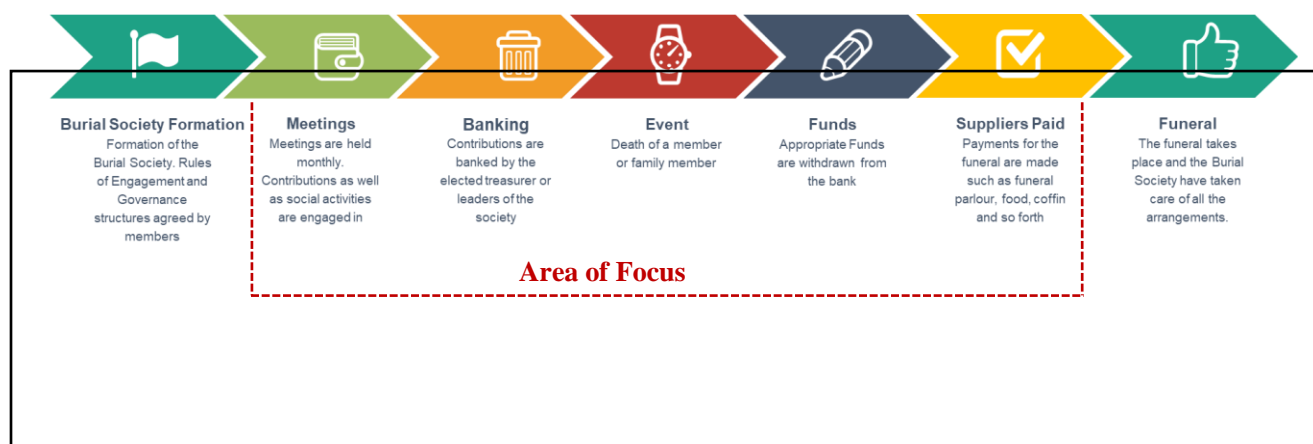 Burial Society Formation
Formation of the
Burial Society. Rules
of Engagement and
Governance
structures agreed by
members
Meetings
Meetings are held
monthly.
Contributions as well
as social activities
are engaged in
Banking
Contributions are
banked by the
elected treasurer or
leaders of the
society
Event
Death of a member
or family member
Funds
Appropriate Funds
are withdrawn from
the bank
Suppliers Paid
Payments for the
funeral are made
such as funeral
parlour, food, coffin
and so forth
Funeral
The funeral takes
place and the Burial
Society have taken
care of all the
arrangements.
Area of Focus